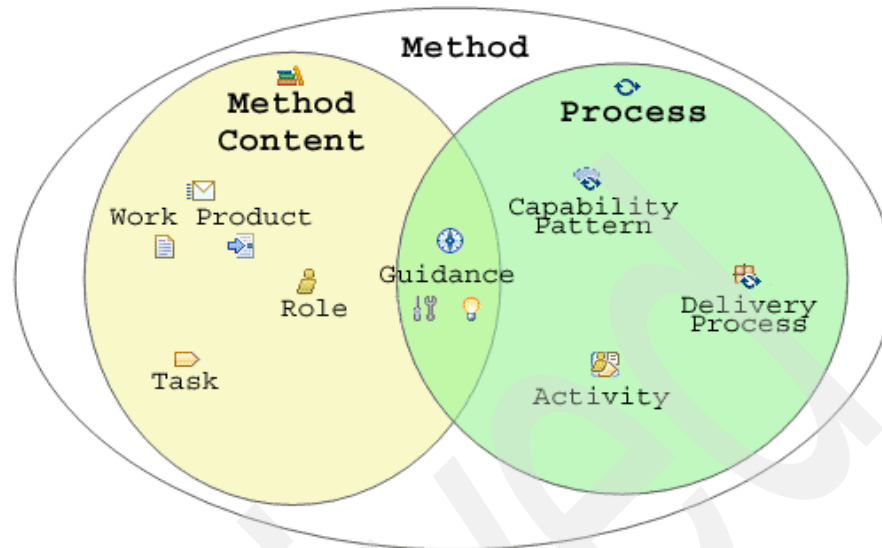 Method
Method
Content
Process
Work Product
Capability
Pattern
Guidance
Role
Delivery
Process
Task
Activity